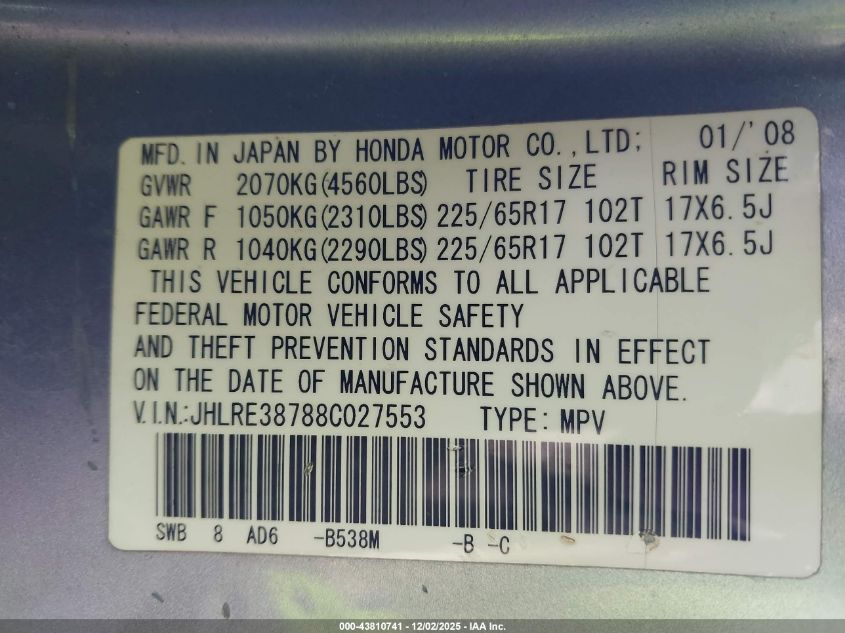 MFD. IN JAPAN BY HONDA MOTOR CO., LTD; 01/'08
GVWR 2070KG(4560LBS) TIRE SIZE RIM SIZE
GAWR F 1050KG(2310LBS) 225/65R17 102T 17X6.5J
GAWR R 1040KG(2290LBS) 225/65R17 102T 17X6.5J
THIS VEHICLE CONFORMS TO ALL APPLICABLE
FEDERAL MOTOR VEHICLE SAFETY
AND THEFT PREVENTION STANDARDS IN EFFECT
ON THE DATE OF MANUFACTURE SHOWN ABOVE.
V.I.N.:JHLRE38788C027553 TYPE: MPV
SWB 8 AD6 -B538M -B -C
000-43810741 - 12/02/2025 - IAA Inc.